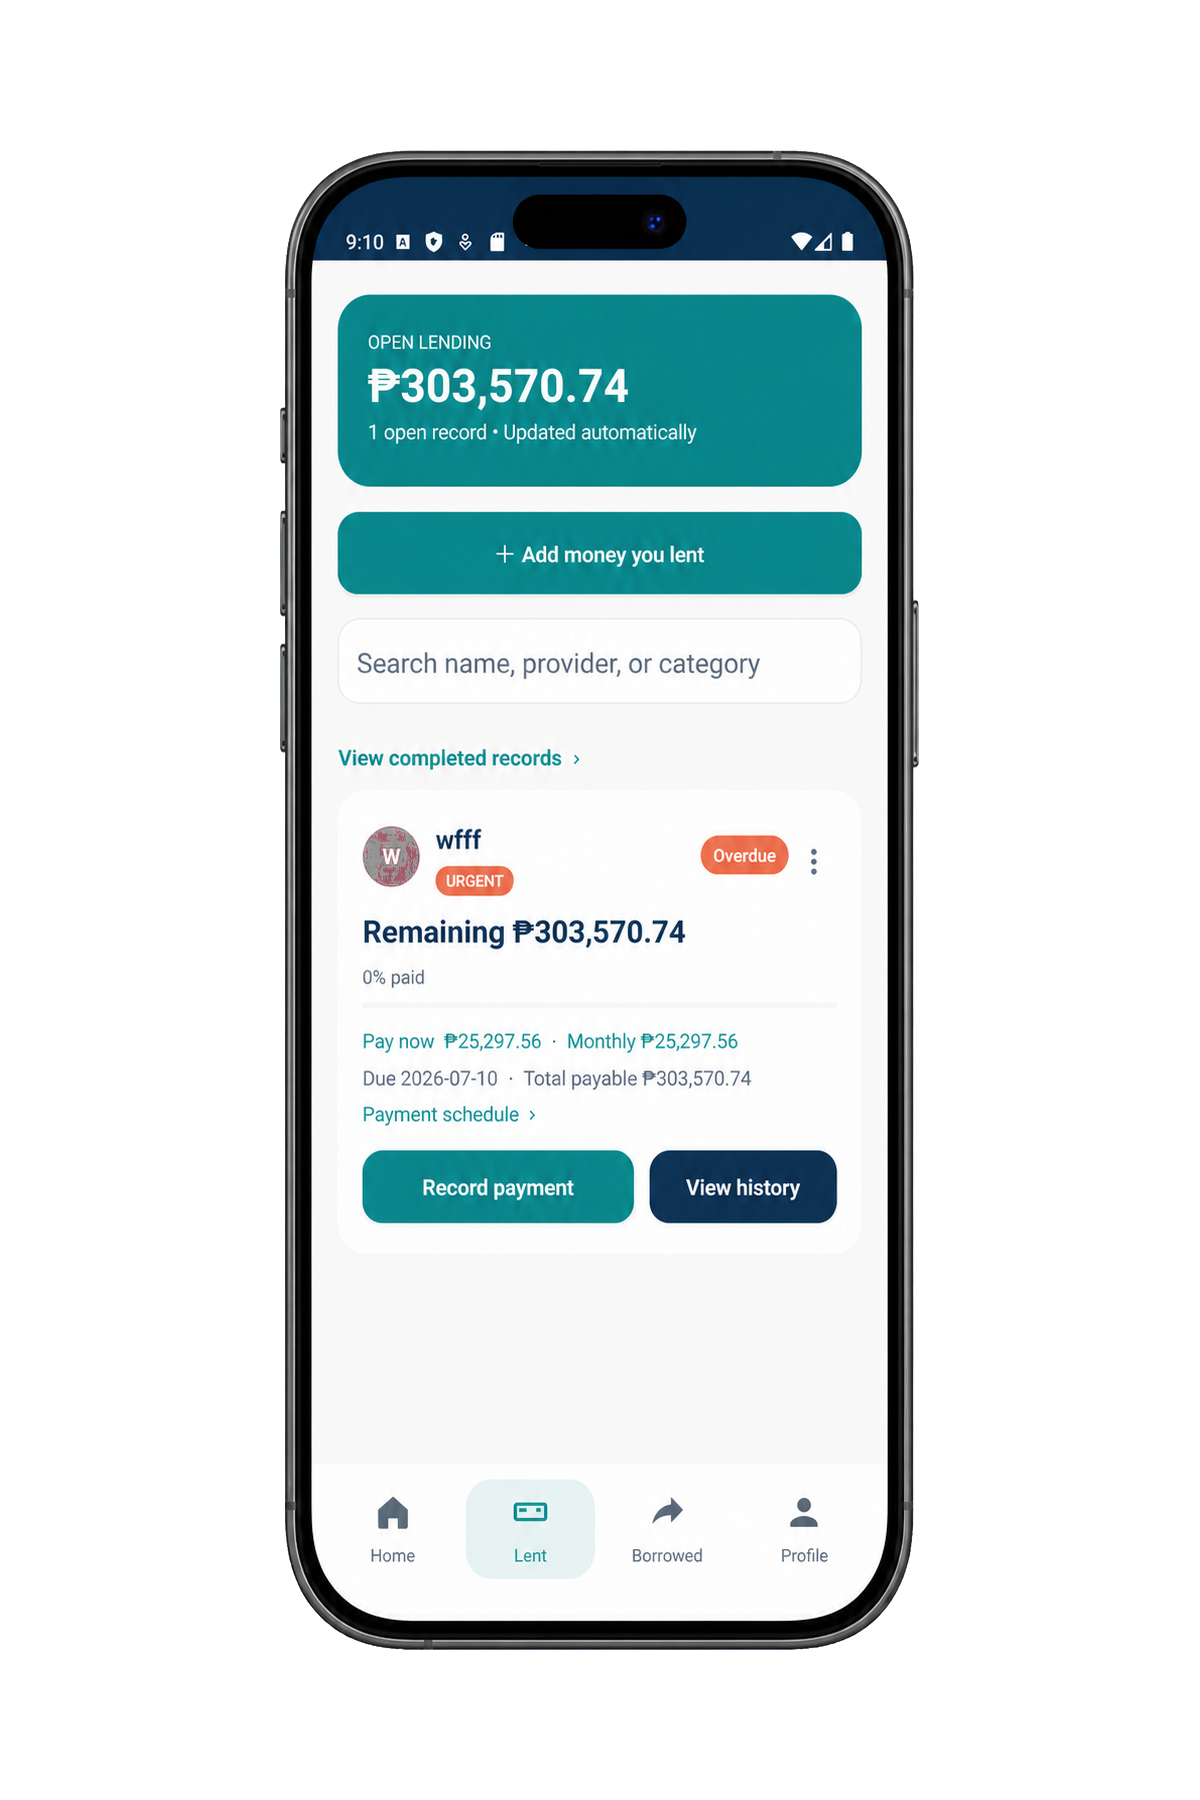 9:10
OPEN LENDING
₱303,570.74
1 open record • Updated automatically
+ Add money you lent
Search name, provider, or category
View completed records ›
W
wfff
URGENT
Overdue
Remaining ₱303,570.74
0% paid
Pay now ₱25,297.56 · Monthly ₱25,297.56
Due 2026-07-10 · Total payable ₱303,570.74
Payment schedule ›
Record payment
View history
Home
Lent
Borrowed
Profile